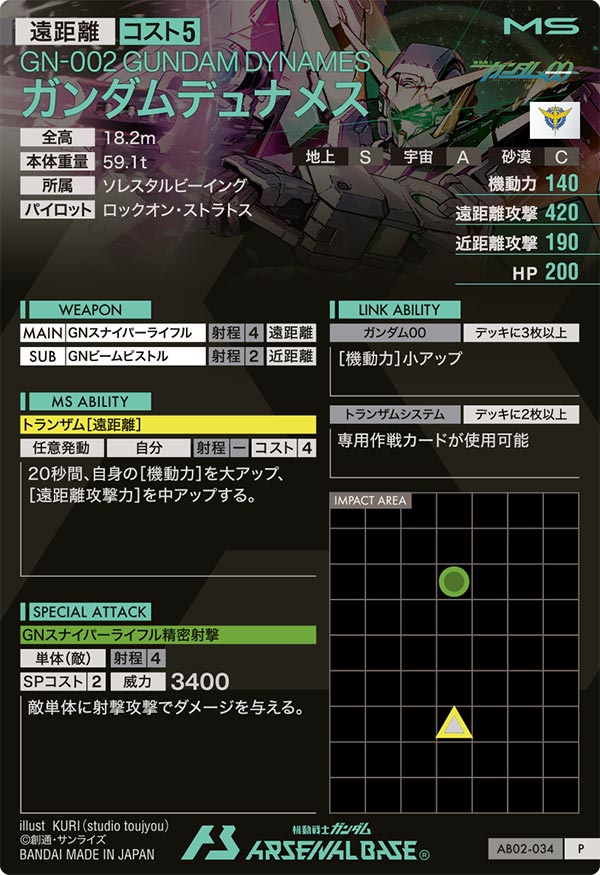 遠距離 コスト5
MS
GN-002 GUNDAM DYNAMES
ガンダムデュナメス
機動戦士ガンダム00
全高 18.2m
本体重量 59.1t
所属 ソレスタルビーイング
パイロット ロックオン・ストラトス
地上 S 宇宙 A 砂漠 C
機動力 140
遠距離攻撃 420
近距離攻撃 190
HP 200
WEAPON
MAIN GNスナイパーライフル 射程 4 遠距離
SUB GNビームピストル 射程 2 近距離
MS ABILITY
トランザム[遠距離]
任意発動 自分 射程 ー コスト 4
20秒間、自身の[機動力]を大アップ、
[遠距離攻撃力]を中アップする。
SPECIAL ATTACK
GNスナイパーライフル精密射撃
単体(敵) 射程 4
SPコスト 2 威力 3400
敵単体に射撃攻撃でダメージを与える。
LINK ABILITY
ガンダム00 デッキに3枚以上
[機動力]小アップ
トランザムシステム デッキに2枚以上
専用作戦カードが使用可能
IMPACT AREA
illust KURI(studio toujyou)
©創通・サンライズ
BANDAI MADE IN JAPAN
機動戦士ガンダム
AB ARSENAL BASE®
AB02-034 P